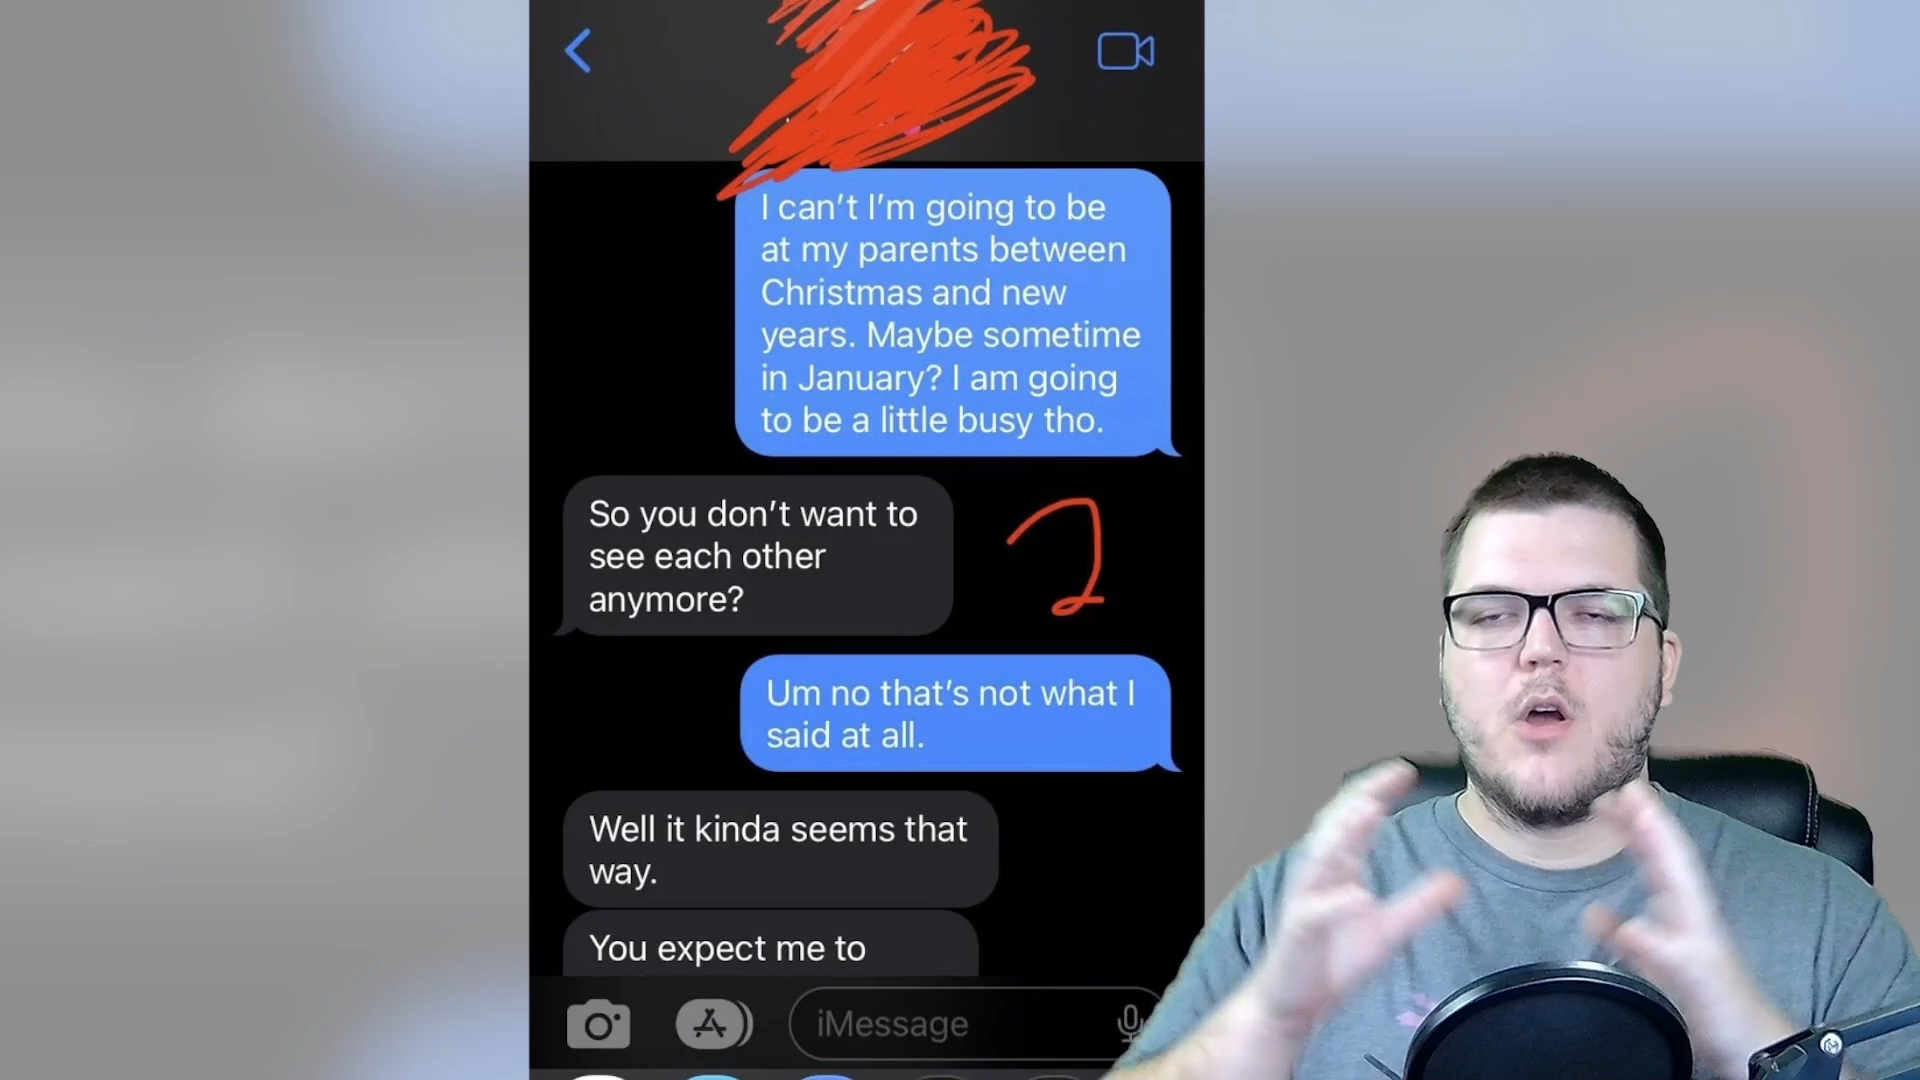 I can't I'm going to be
at my parents between
Christmas and new
years. Maybe sometime
in January? I am going
to be a little busy tho.
So you don't want to
see each other
anymore?
2
Um no that's not what I
said at all.
Well it kinda seems that
way.
You expect me to
iMessage